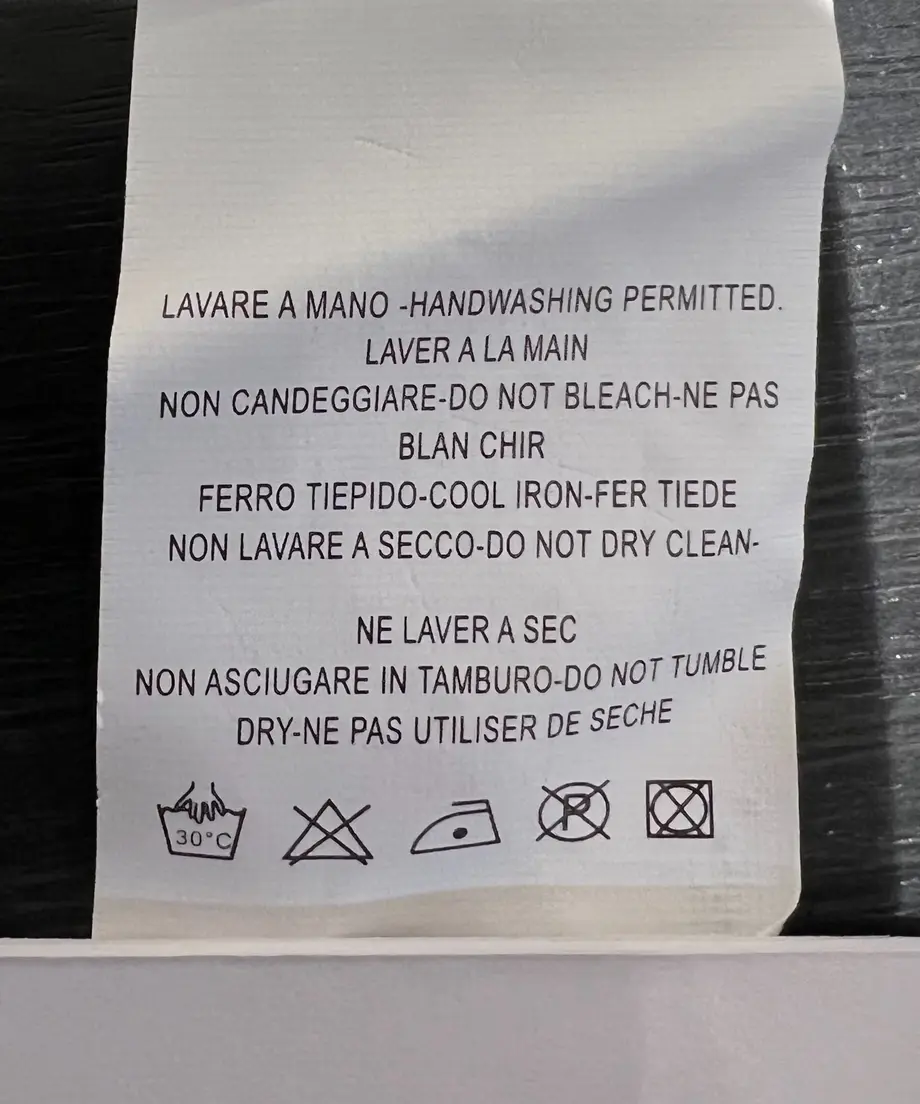 LAVARE A MANO -HANDWASHING PERMITTED.
LAVER A LA MAIN
NON CANDEGGIARE-DO NOT BLEACH-NE PAS
BLAN CHIR
FERRO TIEPIDO-COOL IRON-FER TIEDE
NON LAVARE A SECCO-DO NOT DRY CLEAN-
NE LAVER A SEC
NON ASCIUGARE IN TAMBURO-DO NOT TUMBLE
DRY-NE PAS UTILISER DE SECHE
30°C P